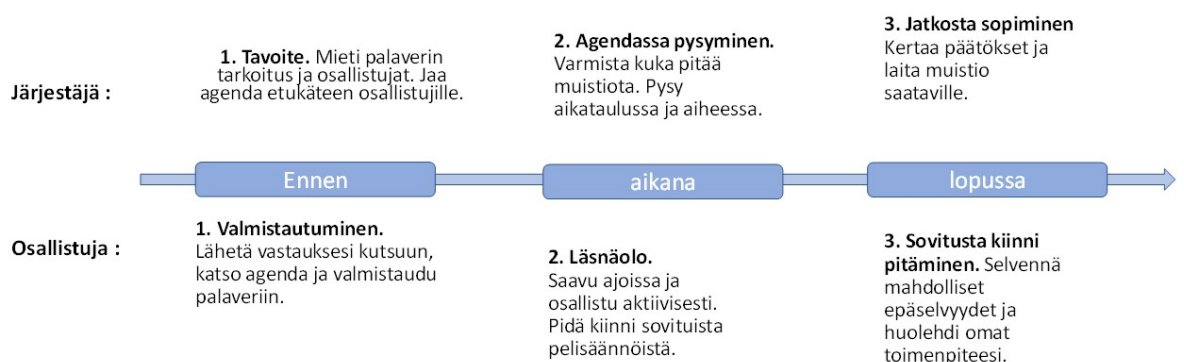 Järjestäjä :
1. Tavoite. Mieti palaverin
tarkoitus ja osallistujat. Jaa
agenda etukäteen osallistujille.
2. Agendassa pysyminen.
Varmista kuka pitää
muistiota. Pysy
aikataulussa ja aiheessa.
3. Jatkosta sopiminen
Kertaa päätökset ja
laita muistio
saataville.
Ennen
aikana
lopussa
Osallistuja :
1. Valmistautuminen.
Lähetä vastauksesi kutsuun,
katso agenda ja valmistaudu
palaveriin.
2. Läsnäolo.
Saavu ajoissa ja
osallistu aktiivisesti.
Pidä kiinni sovituista
pelisäännöistä.
3. Sovitusta kiinni
pitäminen. Selvennä
mahdolliset
epäselvyydet ja
huolehdi omat
toimenpiteesi.